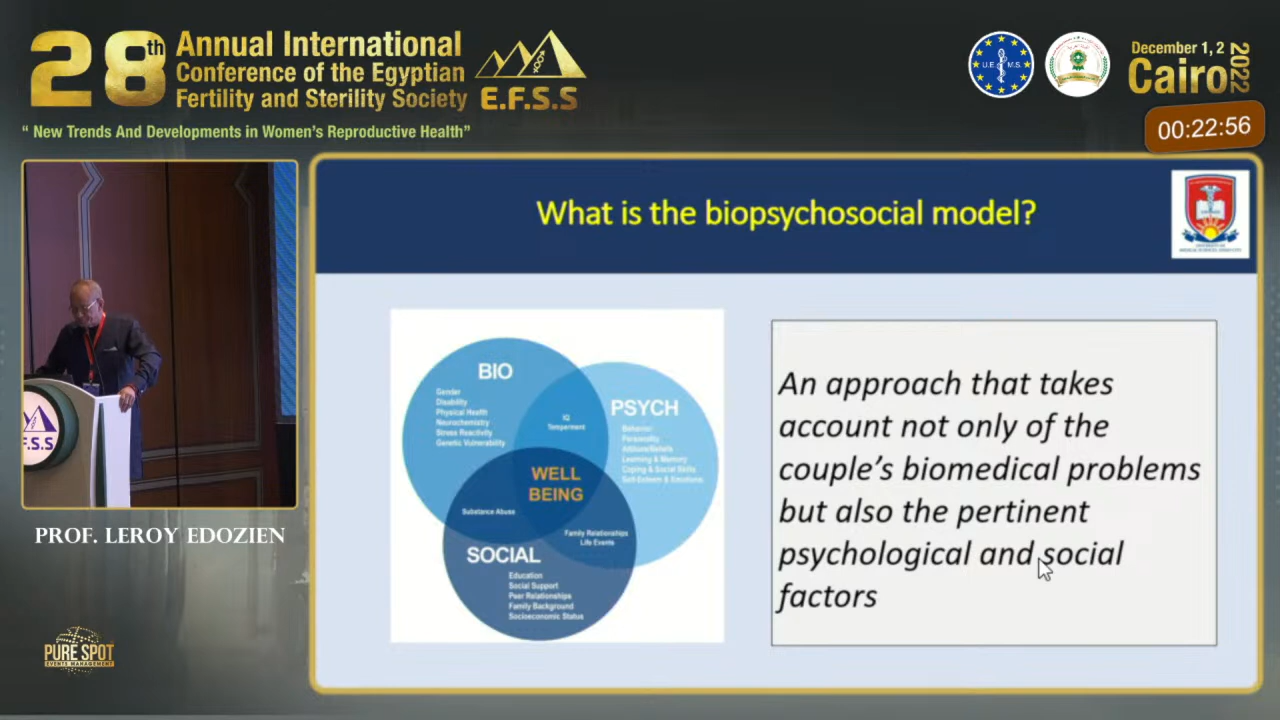 28th
Annual International
Conference of the Egyptian
Fertility and Sterility Society
E.F.S.S
“ New Trends And Developments in Women’s Reproductive Health”
U.E.M.S.
December 1, 2
Cairo
2022
00:22:56
What is the biopsychosocial model?
BIO
Gender
Disability
Physical Health
Neurochemistry
Stress Reactivity
Genetic Vulnerability
IQ
Temperment
PSYCH
Behavior
Personality
Learning & Memory
Coping & Social Skills
Self-Esteem & Emotions
WELL
BEING
Substance Abuse
Family Relationships
Life Events
SOCIAL
Education
Social Support
Peer Relationships
Family Background
Socioeconomic Status
An approach that takes
account not only of the
couple’s biomedical problems
but also the pertinent
psychological and social
factors
F.S.S
PROF. LEROY EDOZIEN
PURE SPOT
EVENTS MANAGEMENT